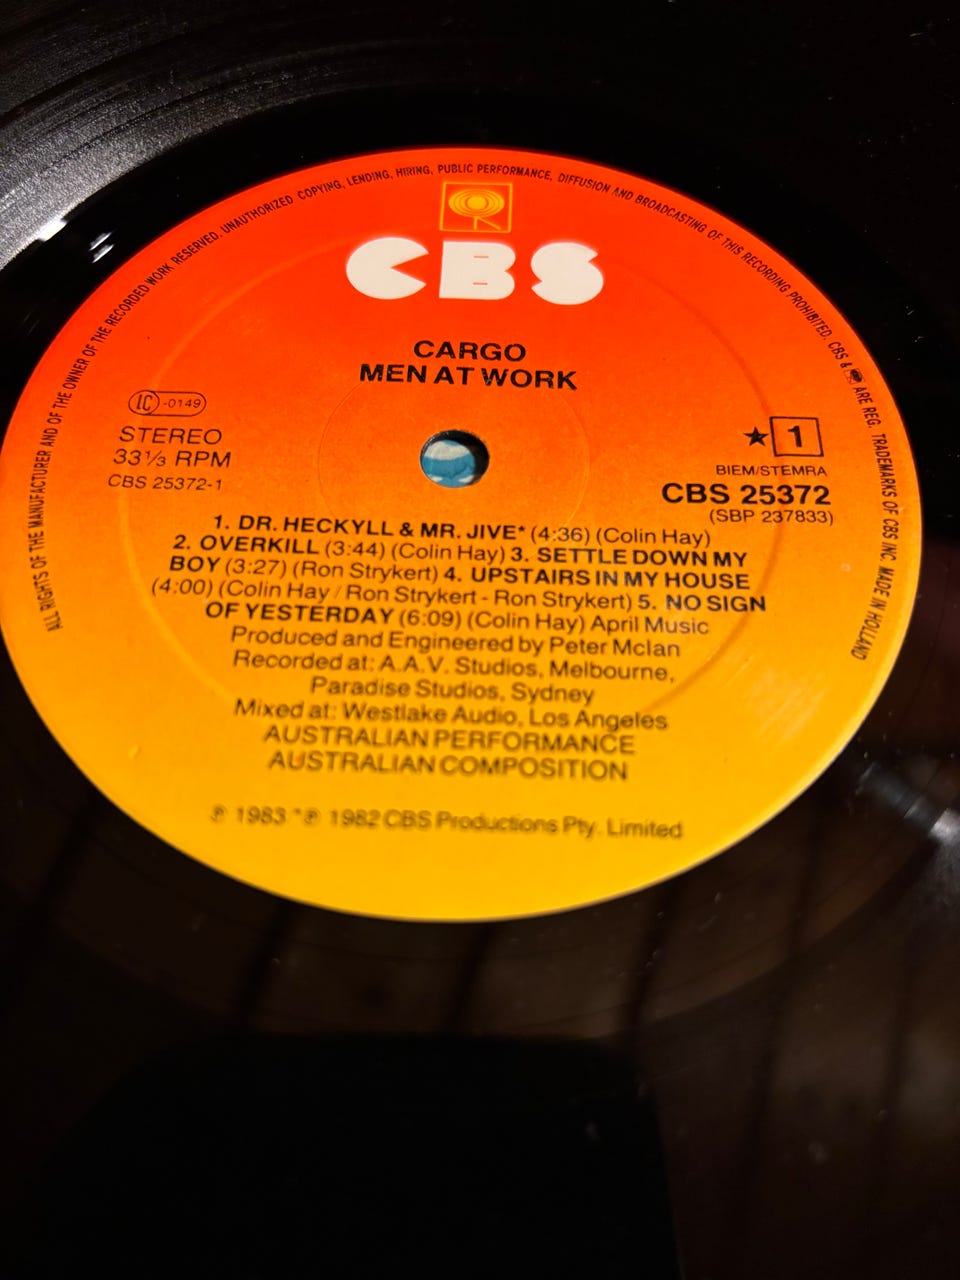 ALL RIGHTS OF THE MANUFACTURER AND OF THE OWNER OF THE RECORDED WORK RESERVED. UNAUTHORIZED COPYING, LENDING, HIRING, PUBLIC PERFORMANCE, DIFFUSION AND BROADCASTING OF THIS RECORDING PROHIBITED. CBS & ARE REG. TRADEMARKS OF CBS INC. MADE IN HOLLAND
CBS
CARGO
MEN AT WORK
LC -0149
STEREO
33⅓ RPM
CBS 25372-1
★ 1
BIEM/STEMRA
CBS 25372
(SBP 237833)
1. DR. HECKYLL & MR. JIVE* (4:36) (Colin Hay)
2. OVERKILL (3:44) (Colin Hay) 3. SETTLE DOWN MY
BOY (3:27) (Ron Strykert) 4. UPSTAIRS IN MY HOUSE
(4:00) (Colin Hay / Ron Strykert - Ron Strykert) 5. NO SIGN
OF YESTERDAY (6:09) (Colin Hay) April Music
Produced and Engineered by Peter McIan
Recorded at: A.A.V. Studios, Melbourne,
Paradise Studios, Sydney
Mixed at: Westlake Audio, Los Angeles
AUSTRALIAN PERFORMANCE
AUSTRALIAN COMPOSITION
℗ 1983 *℗ 1982 CBS Productions Pty. Limited